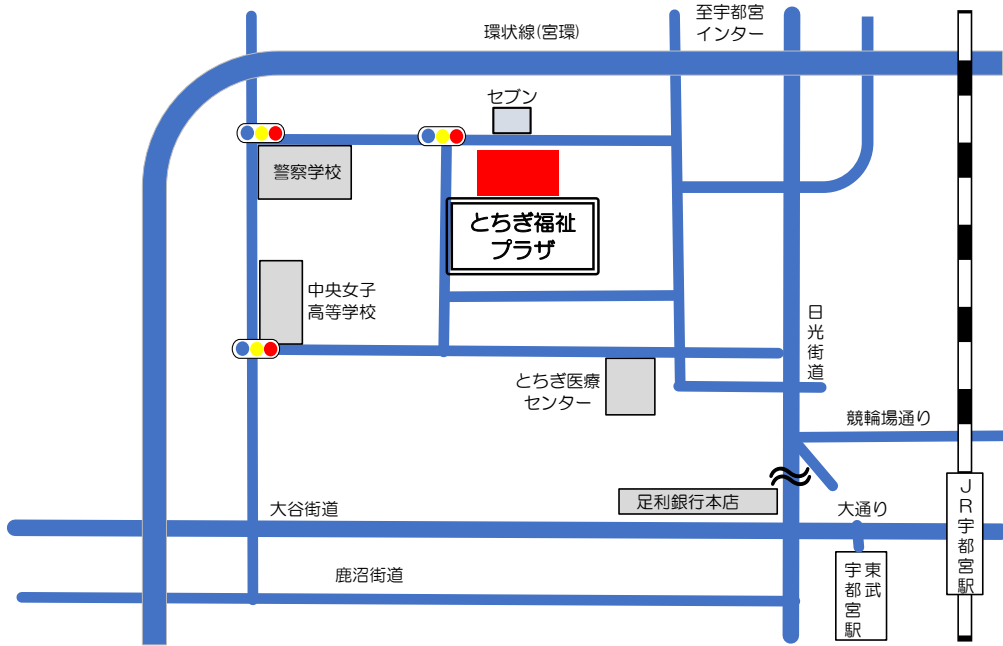 至宇都宮
インター
環状線(宮環)
セブン
警察学校
とちぎ福祉
プラザ
中央女子
高等学校
日光街道
とちぎ医療
センター
競輪場通り
足利銀行本店
大谷街道
大通り
JR宇都宮駅
東武
宇都宮駅
鹿沼街道